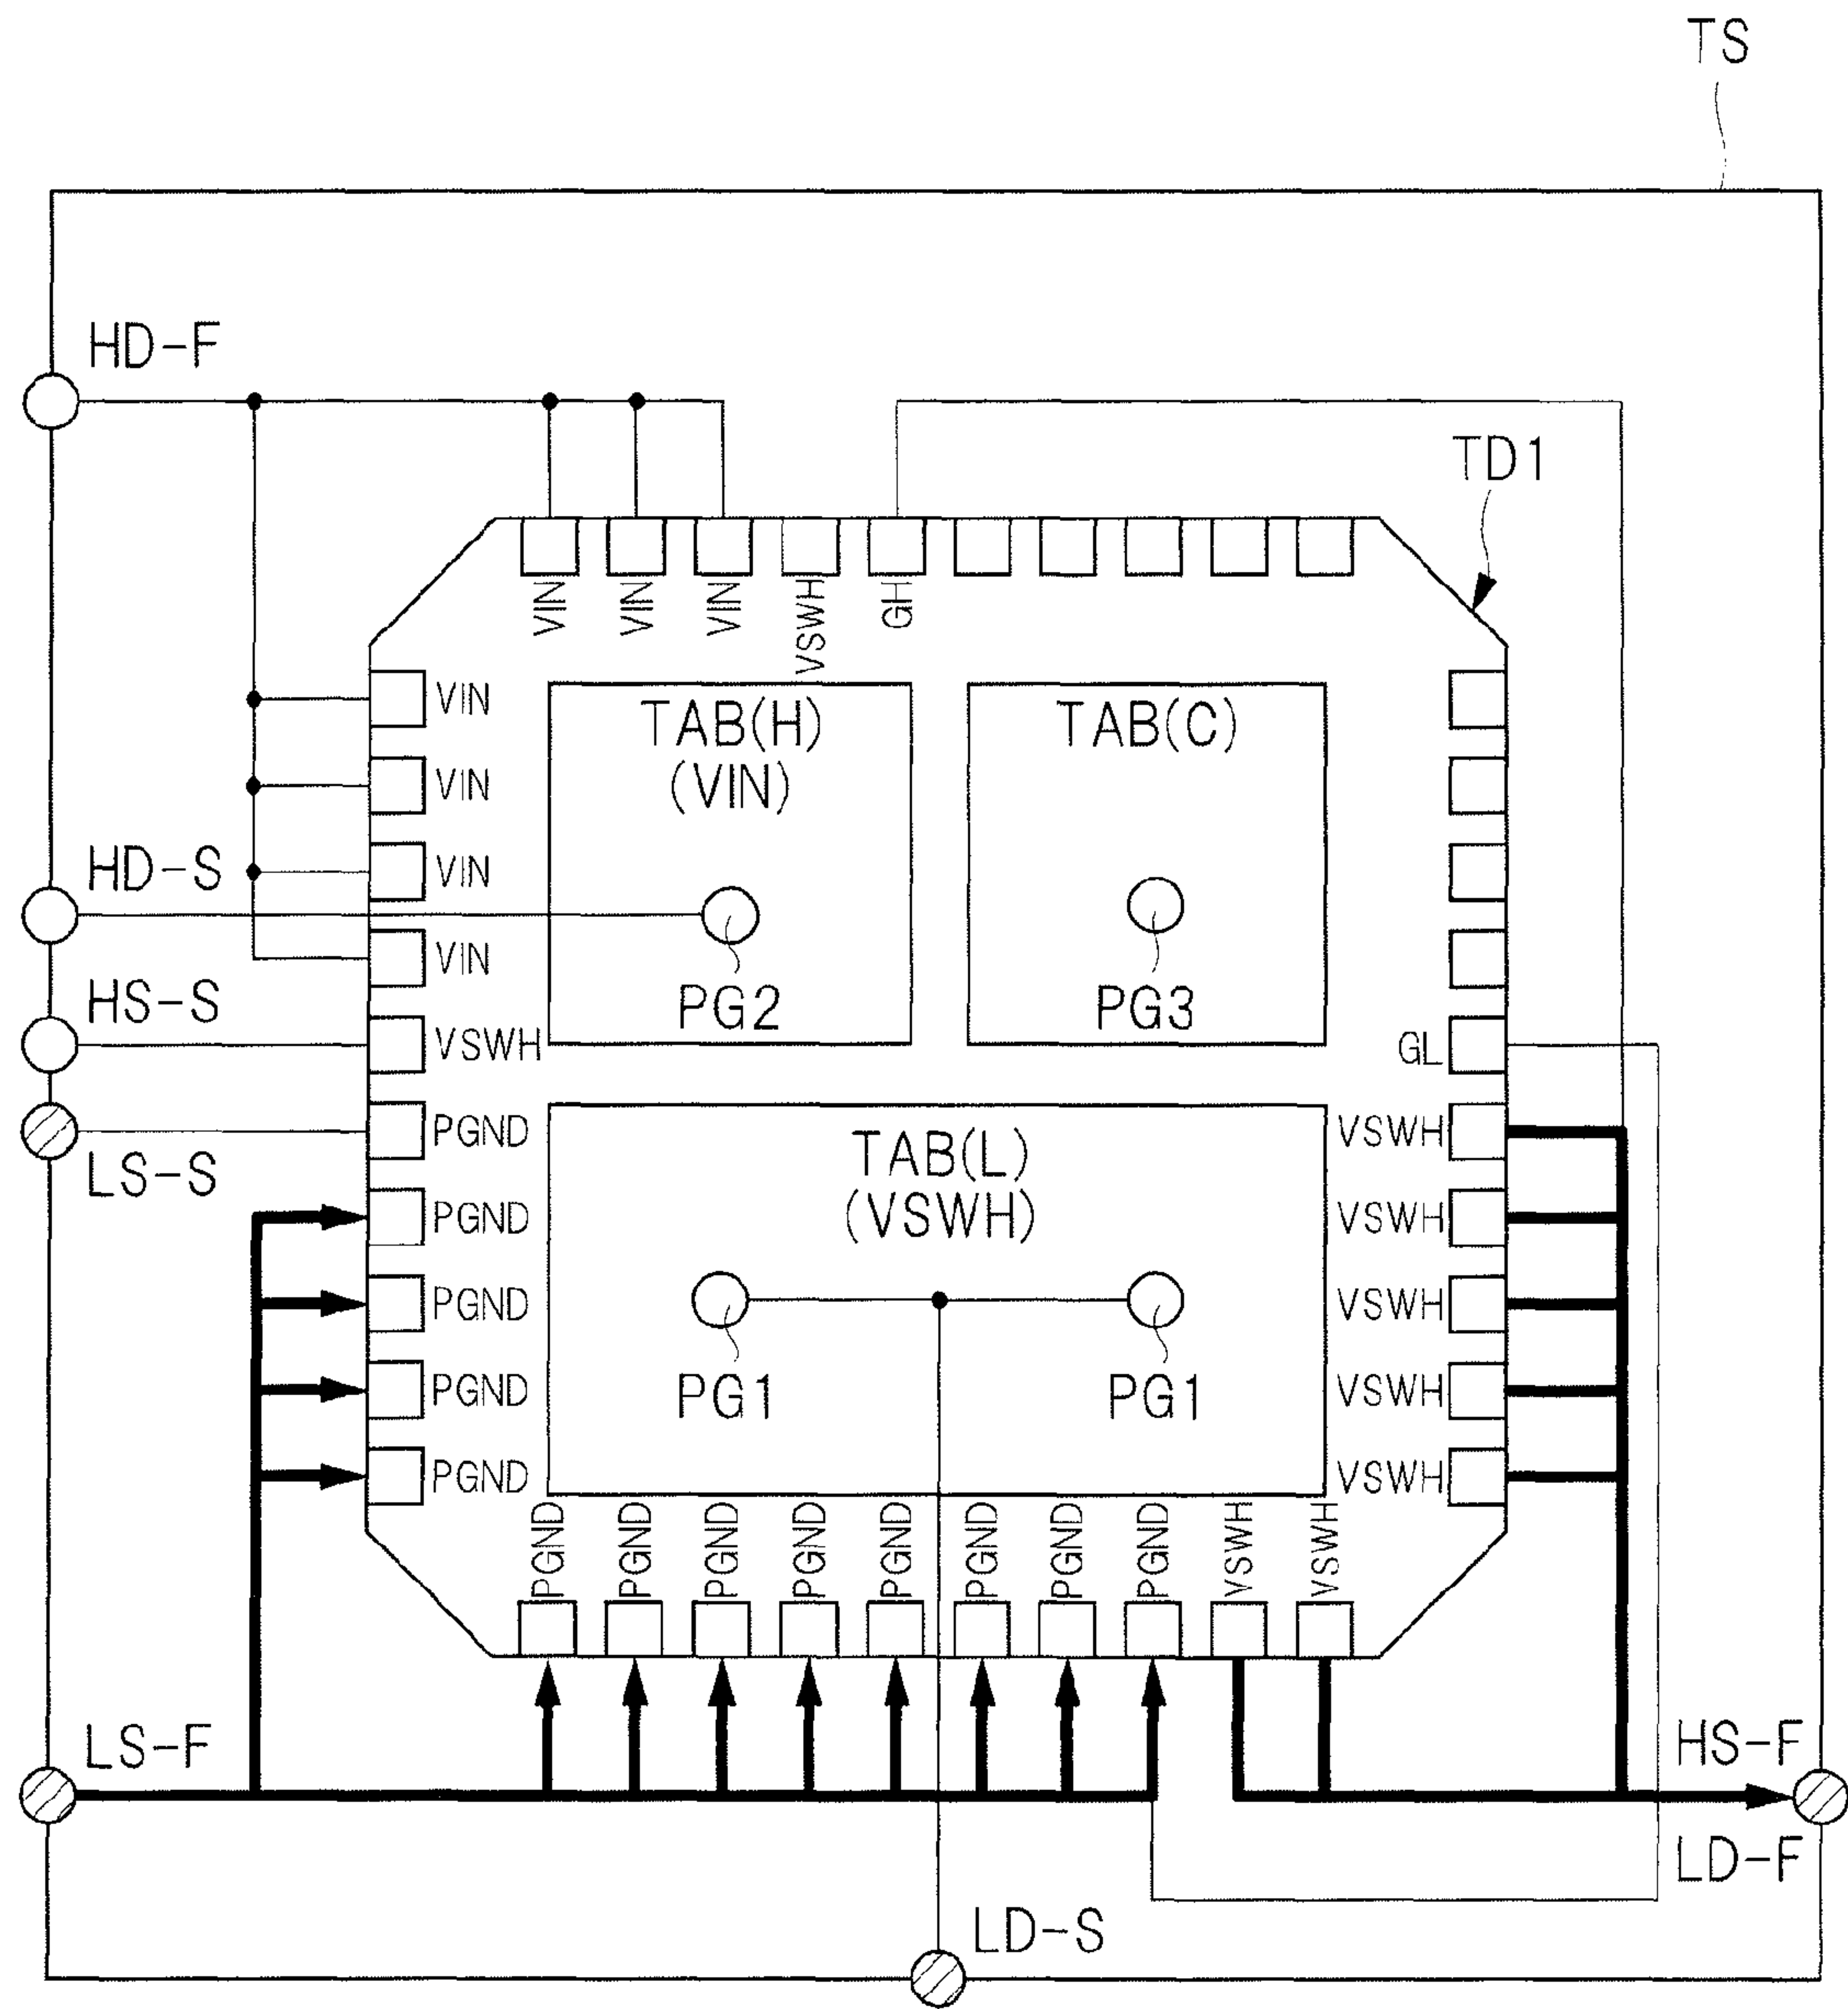 TS
HD-F
TD1
VIN
VIN
VIN
VSWH
GH
VIN
TAB(H)
(VIN)
TAB(C)
VIN
HD-S
VIN
VIN
HS-S
PG2
PG3
VSWH
GL
PGND
LS-S
TAB(L)
(VSWH)
VSWH
PGND
VSWH
PGND
VSWH
PG1
PG1
PGND
VSWH
PGND
VSWH
PGND
PGND
PGND
PGND
PGND
PGND
PGND
PGND
VSWH
VSWH
LS-F
HS-F
LD-F
LD-S